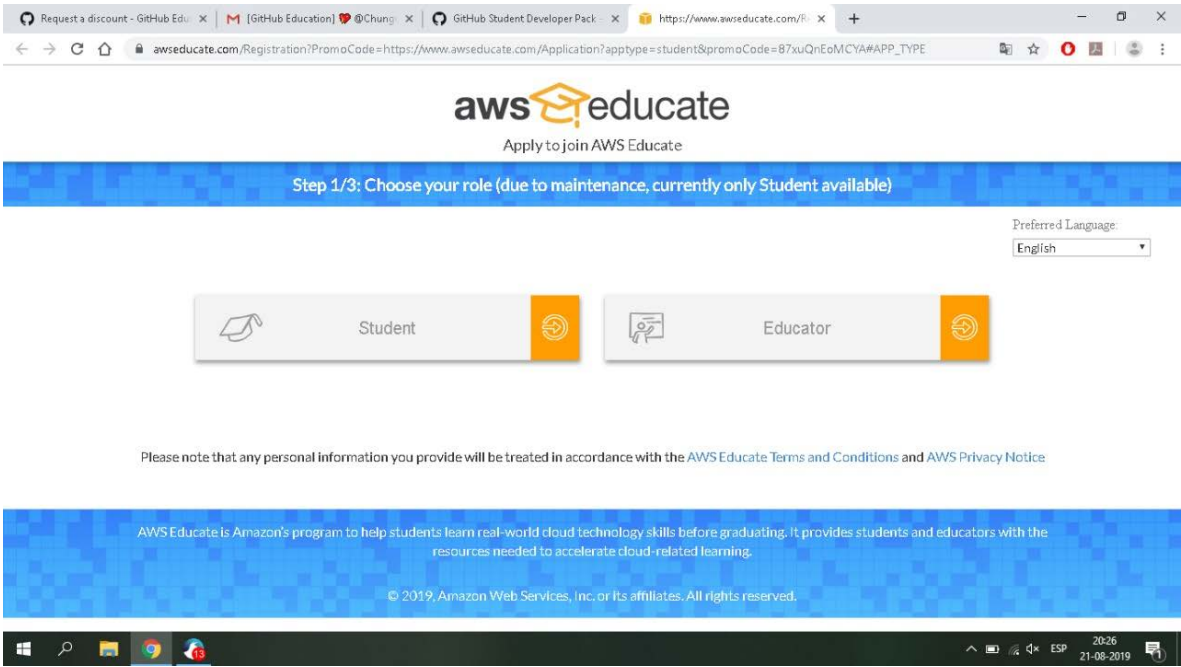 Request a discount - GitHub Edu
[GitHub Education] @Chung
GitHub Student Developer Pack -
https://www.awseducate.com/R
awseducate.com/Registration?PromoCode=https://www.awseducate.com/Application?apptype=student&promoCode=87xuQnEoMCYA#APP_TYPE
aws educate
Apply to join AWS Educate
Step 1/3: Choose your role (due to maintenance, currently only Student available)
Preferred Language:
English
Student
Educator
Please note that any personal information you provide will be treated in accordance with the AWS Educate Terms and Conditions and AWS Privacy Notice
AWS Educate is Amazon's program to help students learn real-world cloud technology skills before graduating. It provides students and educators with the
resources needed to accelerate cloud-related learning.
© 2019, Amazon Web Services, Inc. or its affiliates. All rights reserved.
13
ESP
20:26
21-08-2019
1